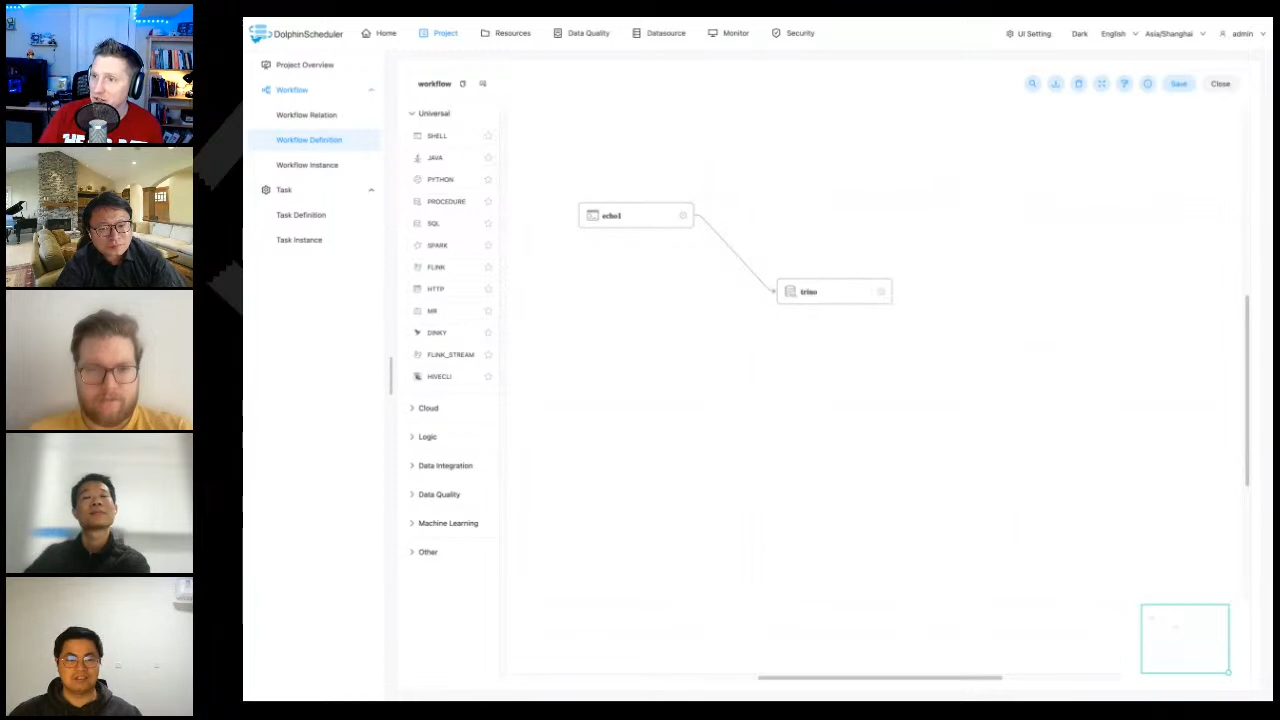 DolphinScheduler
Home
Project
Resources
Data Quality
Datasource
Monitor
Security
UI Setting
Dark
English
Asia/Shanghai
admin
Project Overview
Workflow
Workflow Relation
Workflow Definition
Workflow Instance
Task
Task Definition
Task Instance
workflow
Save
Close
Universal
SHELL
JAVA
PYTHON
PROCEDURE
SQL
SPARK
FLINK
HTTP
MR
DINKY
FLINK_STREAM
HIVECLI
Cloud
Logic
Data Integration
Data Quality
Machine Learning
Other
echo1
trino